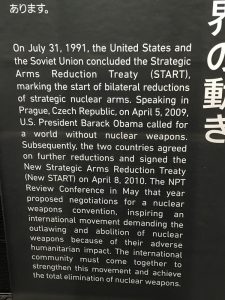 あります。
界の動き
On July 31, 1991, the United States and
the Soviet Union concluded the Strategic
Arms Reduction Treaty (START),
marking the start of bilateral reductions
of strategic nuclear arms. Speaking in
Prague, Czech Republic, on April 5, 2009,
U.S. President Barack Obama called for
a world without nuclear weapons.
Subsequently, the two countries agreed
on further reductions and signed the
New Strategic Arms Reduction Treaty
(New START) on April 8, 2010. The NPT
Review Conference in May that year
proposed negotiations for a nuclear
weapons convention, inspiring an
international movement demanding the
outlawing and abolition of nuclear
weapons because of their adverse
humanitarian impact. The international
community must come together to
strengthen this movement and achieve
the total elimination of nuclear weapons.